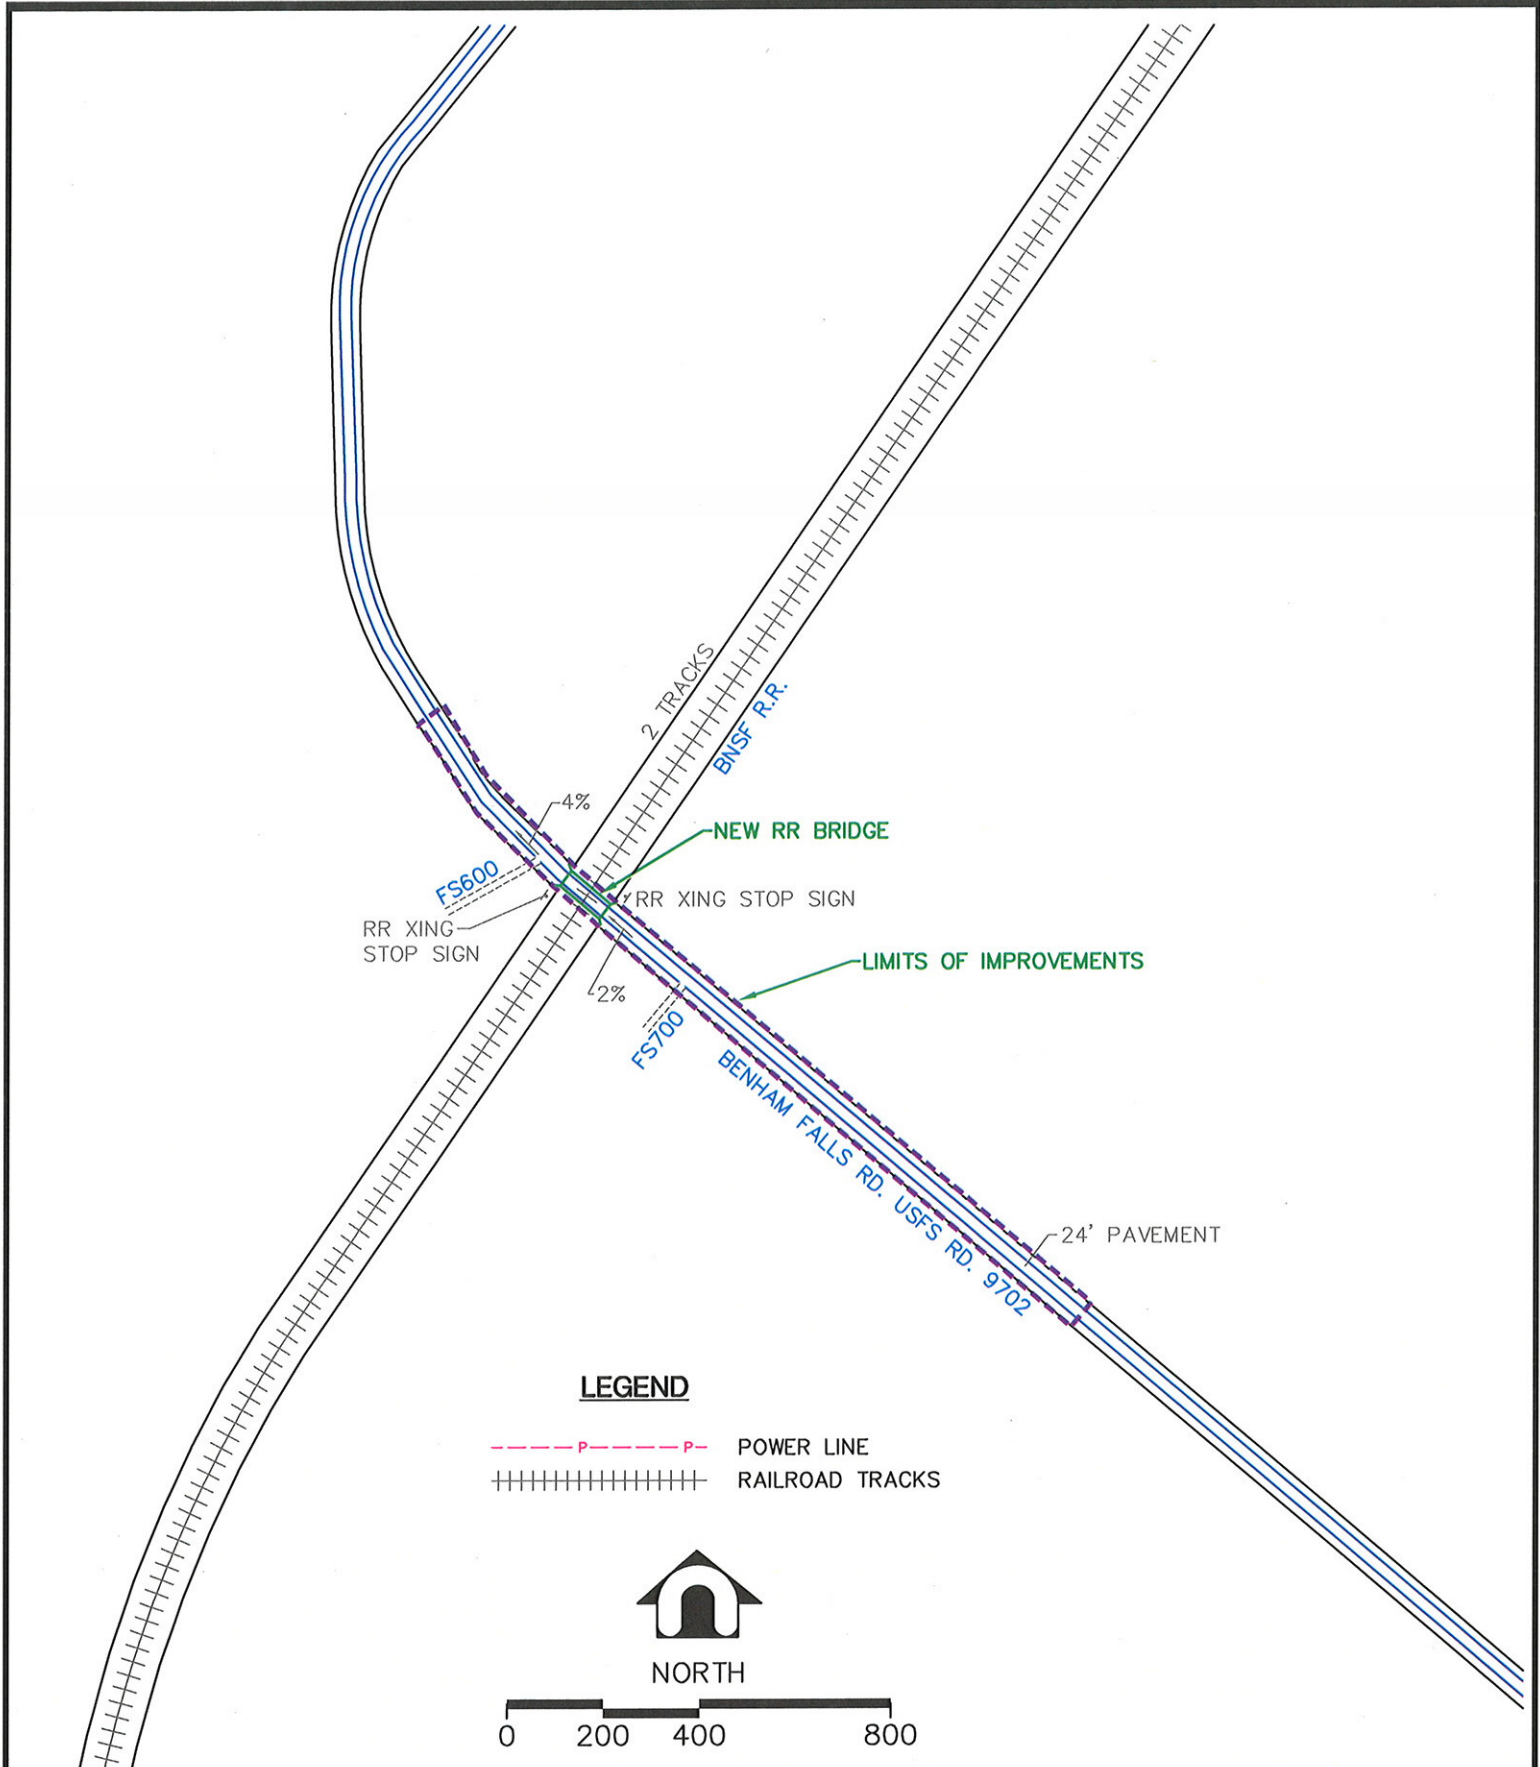 2 TRACKS
BNSF R.R.
4%
NEW RR BRIDGE
FS600
RR XING STOP SIGN
RR XING
STOP SIGN
LIMITS OF IMPROVEMENTS
2%
FS700
BENHAM FALLS RD. USFS RD. 9702
24' PAVEMENT
LEGEND
P P POWER LINE
RAILROAD TRACKS
NORTH
0 200 400 800